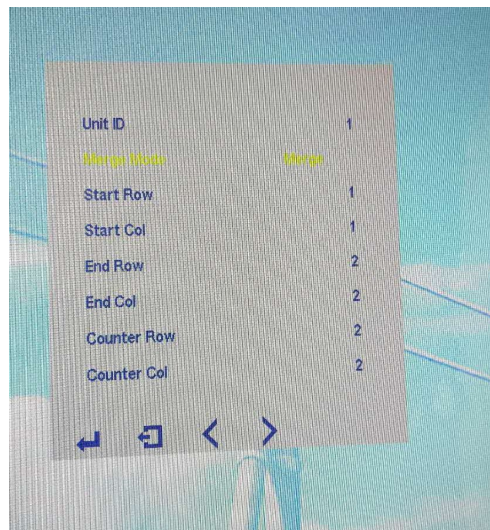 Unit ID 1
Merge Mode Merge
Start Row 1
Start Col 1
End Row 2
End Col 2
Counter Row 2
Counter Col 2